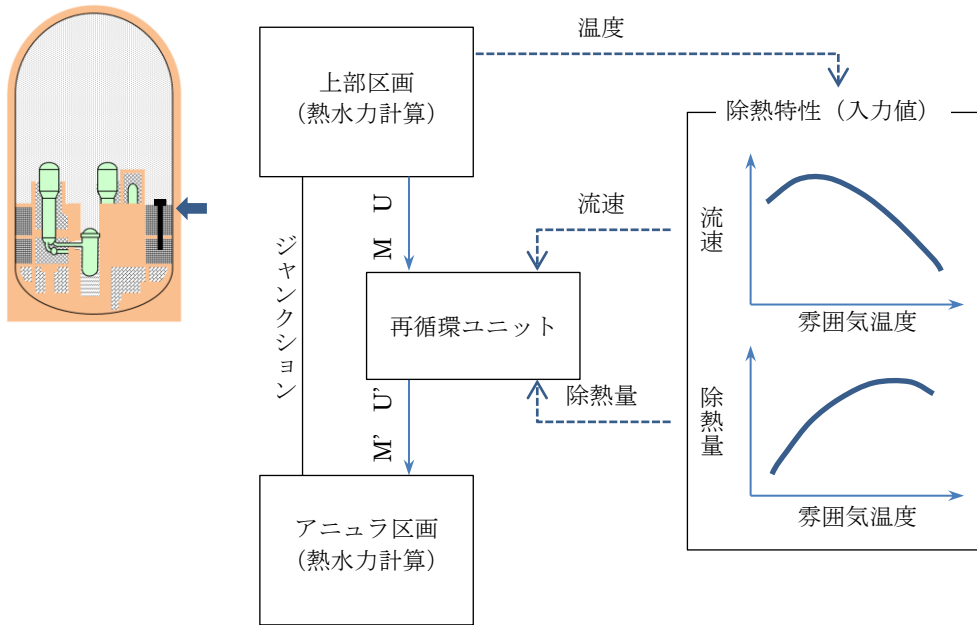 温度
上部区画
（熱水力計算）
除熱特性（入力値）
M U
流速
ジャンクション
流速
再循環ユニット
雰囲気温度
除熱量
M' U'
除熱量
アニュラ区画
（熱水力計算）
雰囲気温度